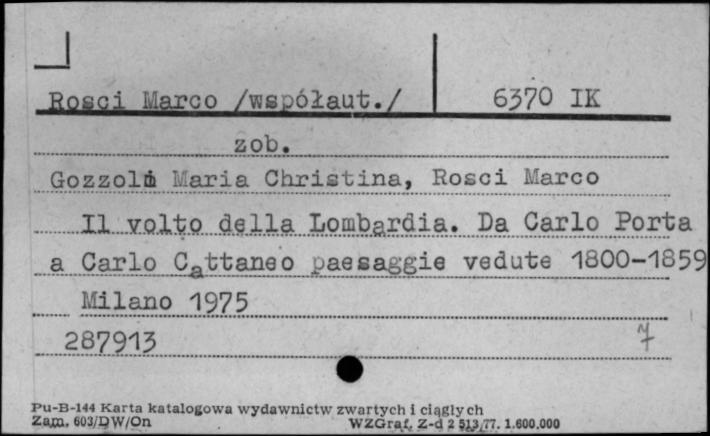 Rosci Marco /współaut./ 6370 IK
zob.
Gozzoli Maria Christina, Rosci Marco
Il volto della Lombardia. Da Carlo Porta
a Carlo Cattaneo paesaggie vedute 1800-1859
Milano 1975
287913 7
Pu-B-144 Karta katalogowa wydawnictw zwartych i ciągłych
Zam. 603/DW/On WZGraf. Z-d 2 513/77. 1.600.000